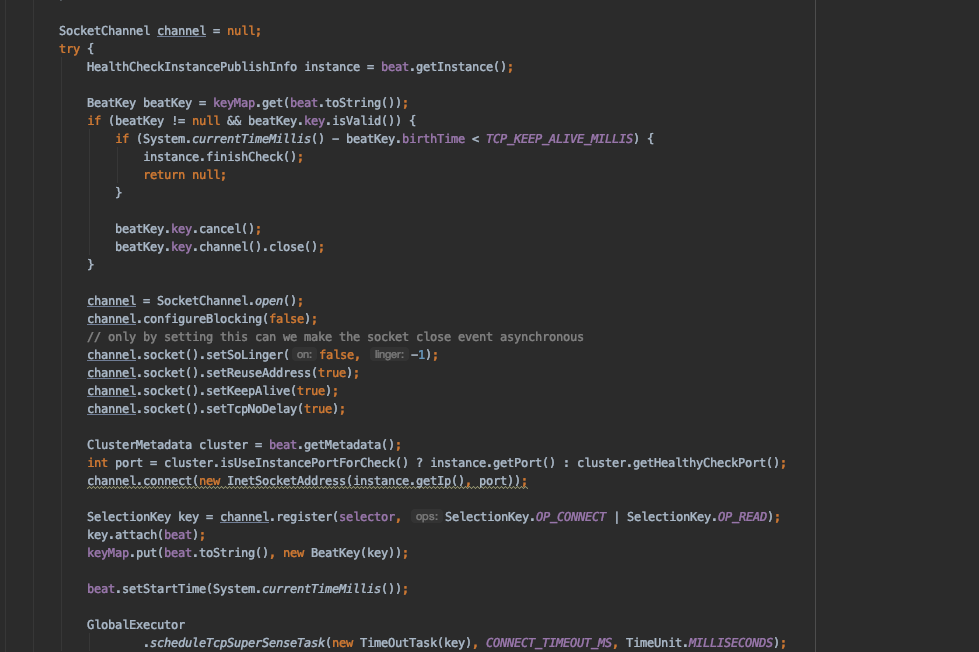 SocketChannel channel = null;
try {
HealthCheckInstancePublishInfo instance = beat.getInstance();
BeatKey beatKey = keyMap.get(beat.toString());
if (beatKey != null && beatKey.key.isValid()) {
if (System.currentTimeMillis() - beatKey.birthTime < TCP_KEEP_ALIVE_MILLIS) {
instance.finishCheck();
return null;
}
beatKey.key.cancel();
beatKey.key.channel().close();
}
channel = SocketChannel.open();
channel.configureBlocking(false);
// only by setting this can we make the socket close event asynchronous
channel.socket().setSoLinger( on: false, linger: -1);
channel.socket().setReuseAddress(true);
channel.socket().setKeepAlive(true);
channel.socket().setTcpNoDelay(true);
ClusterMetadata cluster = beat.getMetadata();
int port = cluster.isUseInstancePortForCheck() ? instance.getPort() : cluster.getHealthyCheckPort();
channel.connect(new InetSocketAddress(instance.getIp(), port));
SelectionKey key = channel.register(selector, ops: SelectionKey.OP_CONNECT | SelectionKey.OP_READ);
key.attach(beat);
keyMap.put(beat.toString(), new BeatKey(key));
beat.setStartTime(System.currentTimeMillis());
GlobalExecutor
.scheduleTcpSuperSenseTask(new TimeOutTask(key), CONNECT_TIMEOUT_MS, TimeUnit.MILLISECONDS);